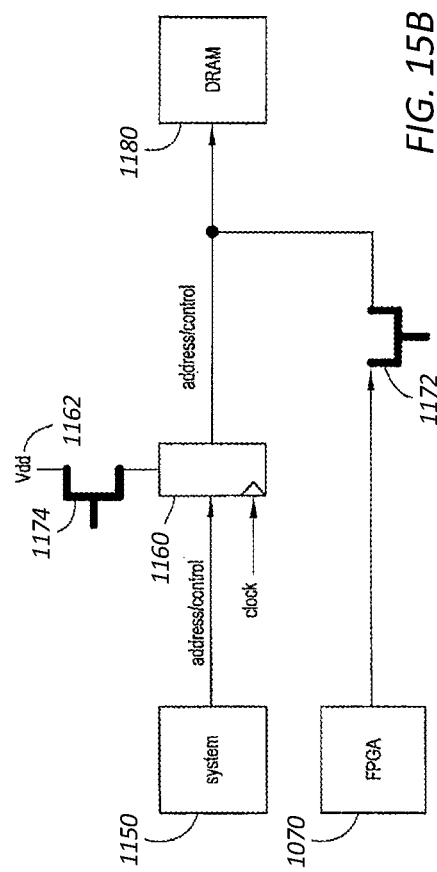 Vdd
1162
1174
1160
address/control
clock
address/control
system
1150
DRAM
1180
FPGA
1070
1172
FIG. 15B